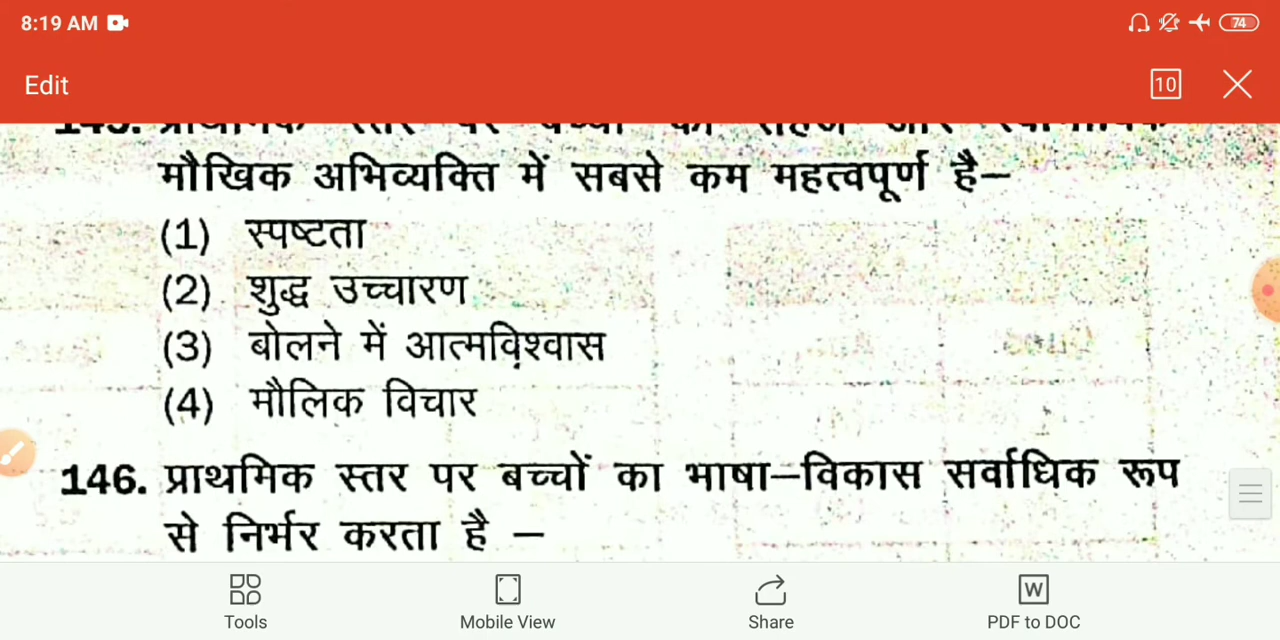 8:19 AM
74
Edit
10
मौखिक अभिव्यक्ति में सबसे कम महत्वपूर्ण है–
(1) स्पष्टता
(2) शुद्ध उच्चारण
(3) बोलने में आत्मविश्वास
(4) मौलिक विचार
146. प्राथमिक स्तर पर बच्चों का भाषा–विकास सर्वाधिक रूप
से निर्भर करता है –
Tools
Mobile View
Share
W
PDF to DOC